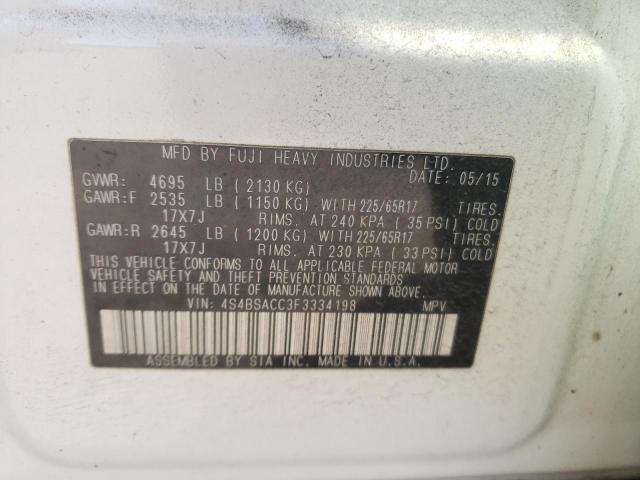 MFD BY FUJI HEAVY INDUSTRIES LTD.
DATE: 05/15
GVWR: 4695 LB ( 2130 KG)
GAWR:F 2535 LB ( 1150 KG) WITH 225/65R17 TIRES.
17X7J RIMS. AT 240 KPA ( 35 PSI) COLD
GAWR:R 2645 LB ( 1200 KG) WITH 225/65R17 TIRES.
17X7J RIMS. AT 230 KPA ( 33 PSI) COLD
THIS VEHICLE CONFORMS TO ALL APPLICABLE FEDERAL MOTOR
VEHICLE SAFETY AND THEFT PREVENTION STANDARDS
IN EFFECT ON THE DATE OF MANUFACTURE SHOWN ABOVE.
VIN: 4S4BSACC3F3334198 MPV
ASSEMBLED BY SIA INC. MADE IN U.S.A.